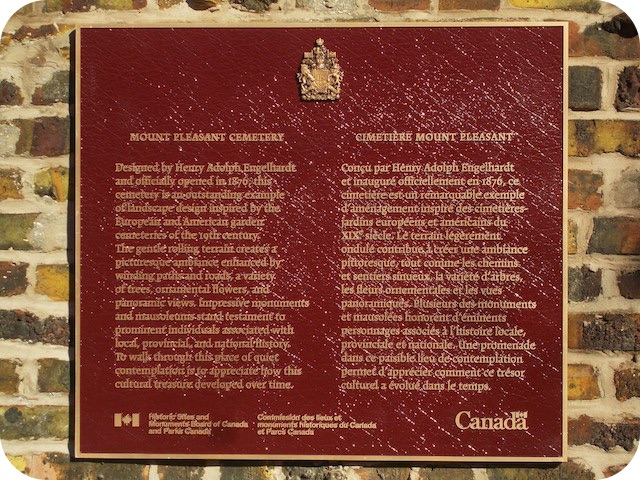 MOUNT PLEASANT CEMETERY
Designed by Henry Adolph Engelhardt
and officially opened in 1876, this
cemetery is an outstanding example
of landscape design inspired by the
European and American garden
cemeteries of the 19th century.
The gentle rolling terrain creates a
picturesque ambiance enhanced by
winding paths and roads, a variety
of trees, ornamental flowers, and
panoramic views. Impressive monuments
and mausoleums stand testament to
prominent individuals associated with
local, provincial, and national history.
To walk through this place of quiet
contemplation is to appreciate how this
cultural treasure developed over time.
CIMETIÈRE MOUNT PLEASANT
Conçu par Henry Adolph Engelhardt
et inauguré officiellement en 1876, ce
cimetière est un remarquable exemple
d'aménagement inspiré des cimetières-
jardins européens et américains du
XIXe siècle. Le terrain légèrement
ondulé contribue à créer une ambiance
pittoresque, tout comme les chemins
et sentiers sinueux, la variété d'arbres,
les fleurs ornementales et les vues
panoramiques. Plusieurs des monuments
et mausolées honorent d'éminents
personnages associés à l'histoire locale,
provinciale et nationale. Une promenade
dans ce paisible lieu de contemplation
permet d'apprécier comment ce trésor
culturel a évolué dans le temps.
Historic Sites and
Monuments Board of Canada
and Parks Canada
Commission des lieux et
monuments historiques du Canada
et Parcs Canada
Canada